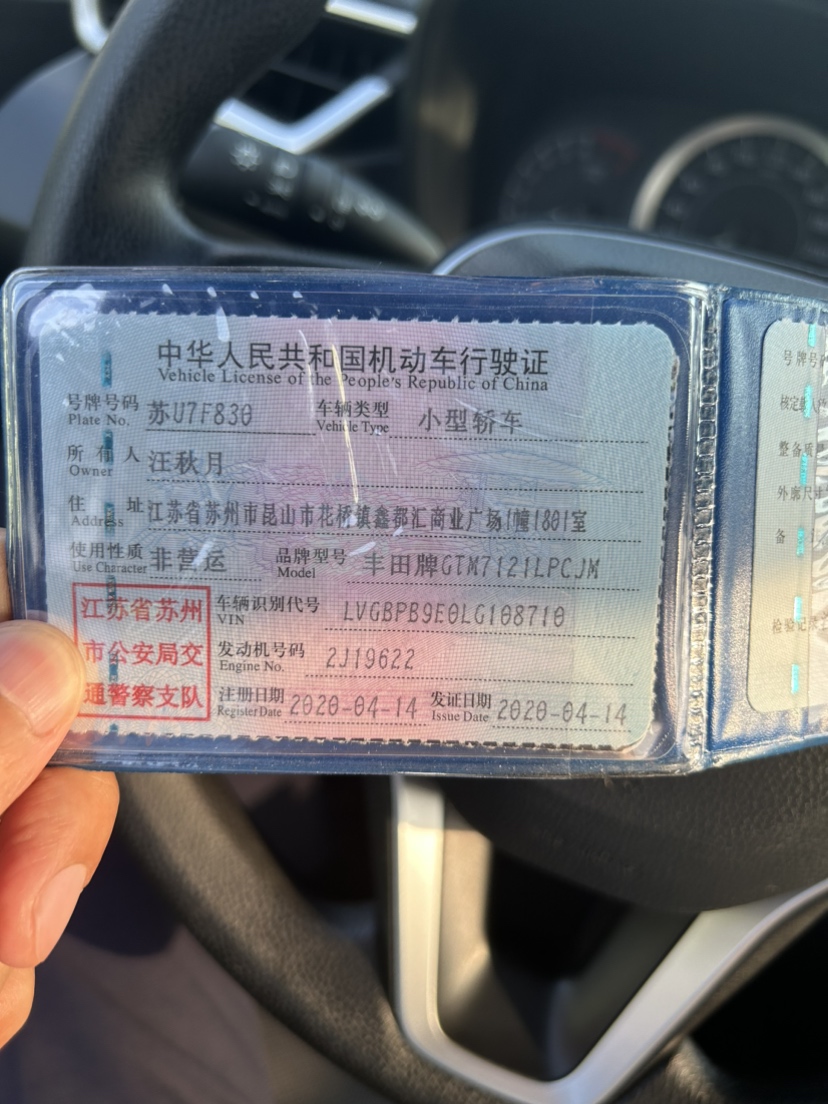 中华人民共和国机动车行驶证
Vehicle License of the People's Republic of China
号牌号码 苏U7F830 车辆类型 小型轿车
Plate No. Vehicle Type
所有人 汪秋月
Owner
住址 江苏省苏州市昆山市花桥镇鑫都汇商业广场1幢1801室
Address
使用性质 非营运 品牌型号 丰田牌GTM7121LPCJM
Use Character Model
江苏省苏州
市公安局交
通警察支队
车辆识别代号 LVGBPB9E0LG108710
VIN
发动机号码 2J19622
Engine No.
注册日期 2020-04-14 发证日期 2020-04-14
Register Date Issue Date
号牌号
核定载人
整备质
外廓尺寸
备
检验记录